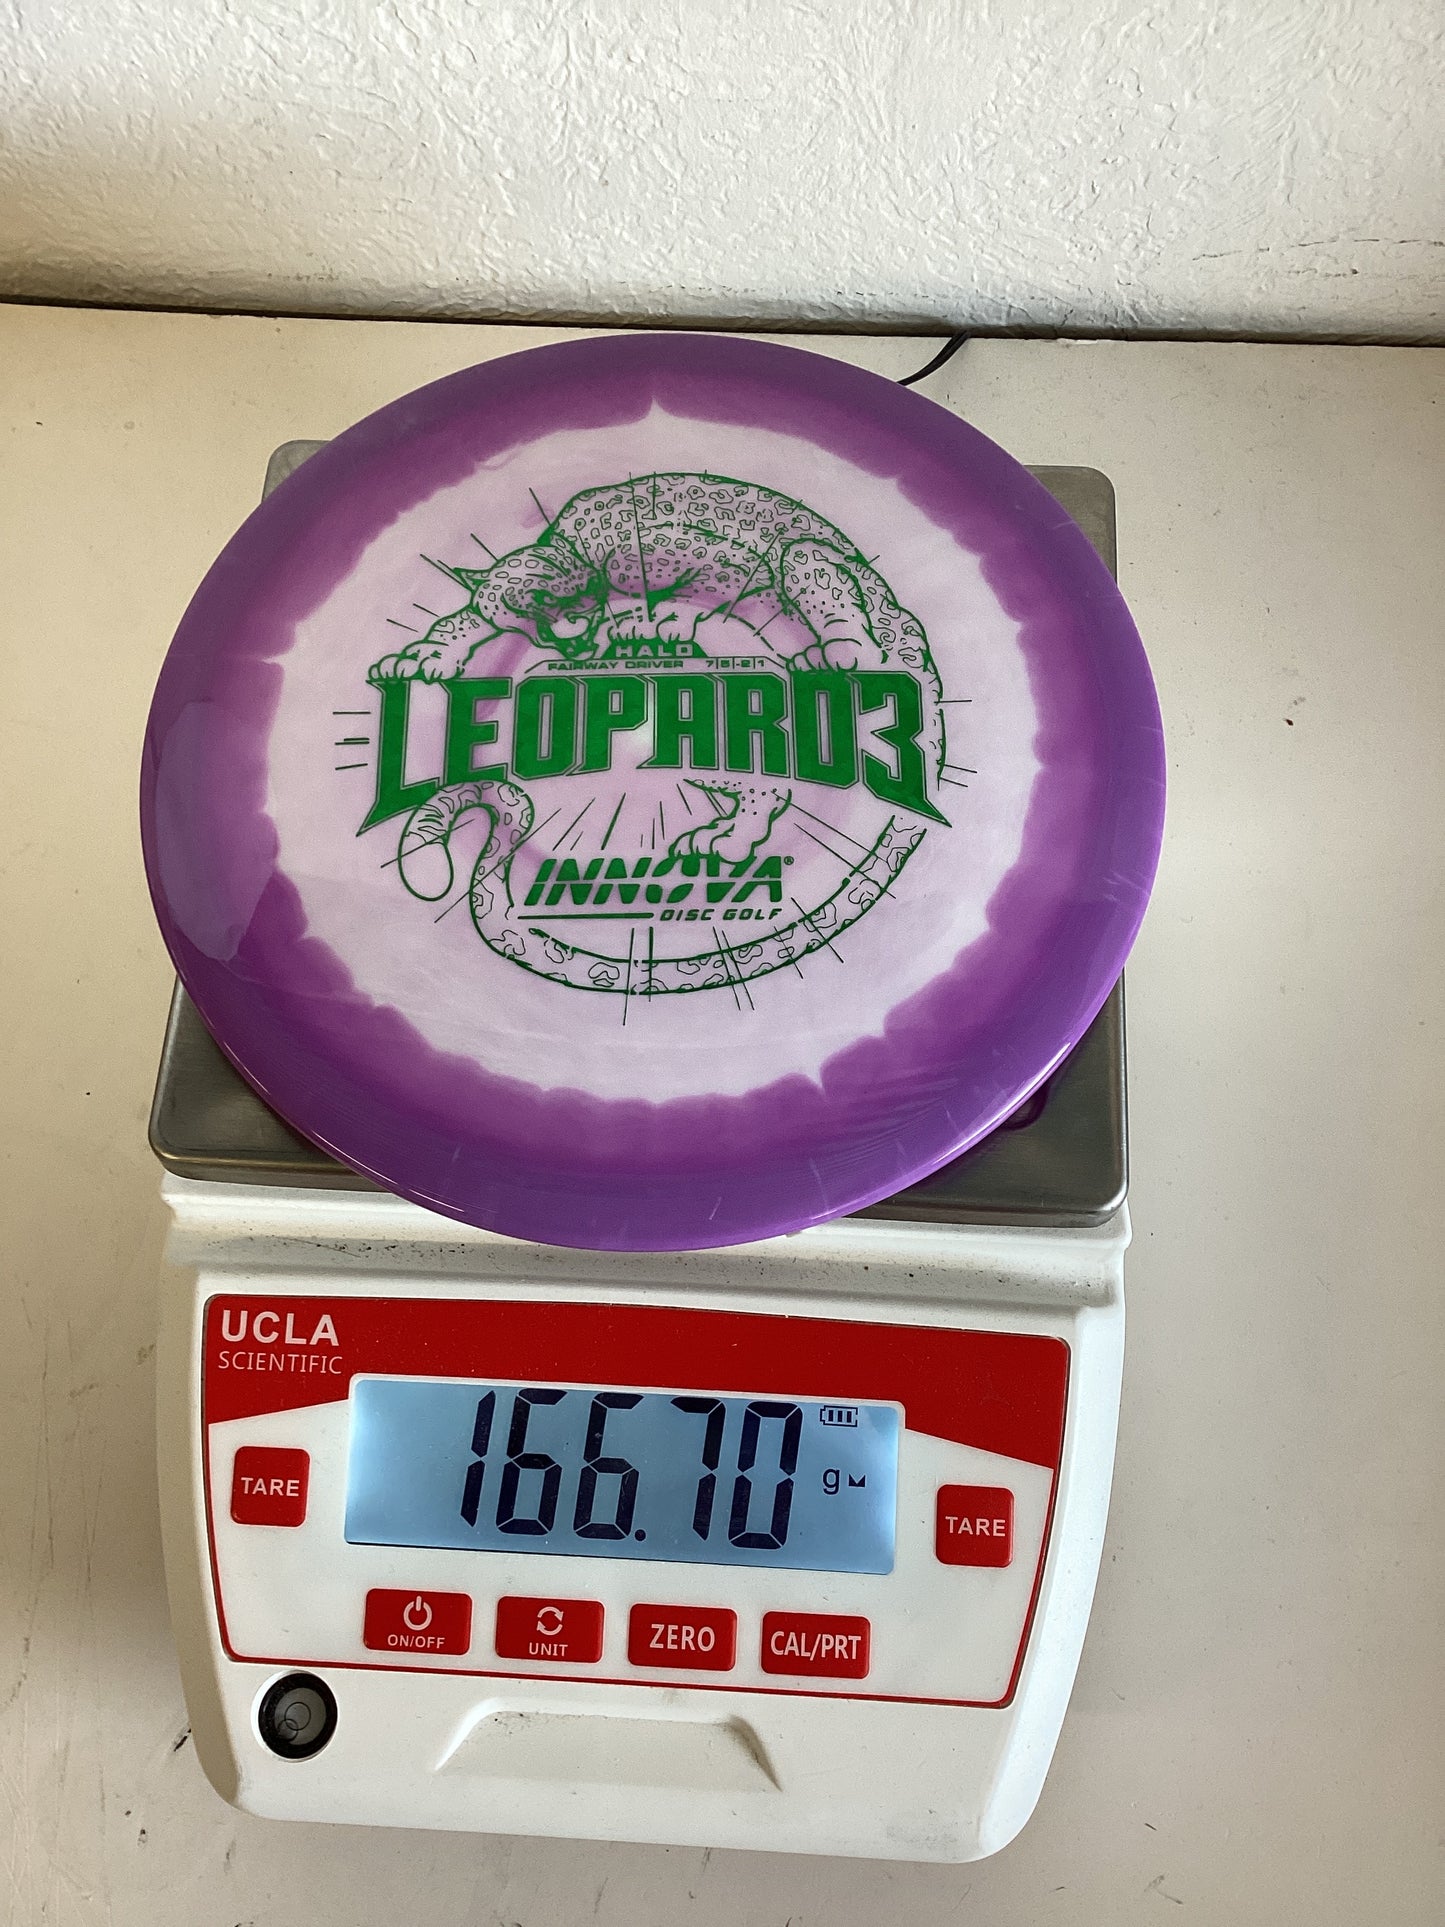 HALO
FAIRWAY DRIVER 7|5|-2|1
LEOPARD3
INNOVA®
DISC GOLF
UCLA
SCIENTIFIC
166.70 g
TARE
TARE
ON/OFF
UNIT
ZERO
CAL/PRT